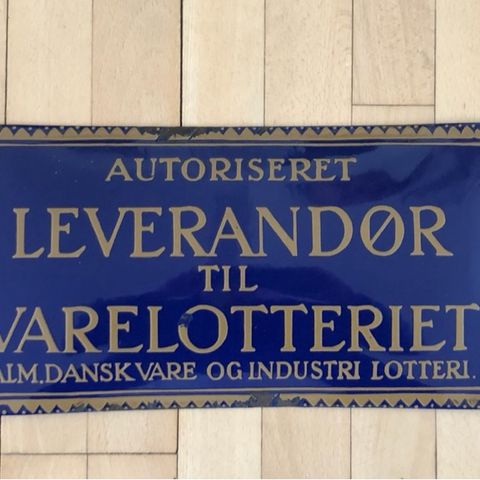 AUTORISERET
LEVERANDØR
TIL
VARELOTTERIET
ALM. DANSK VARE OG INDUSTRI LOTTERI.